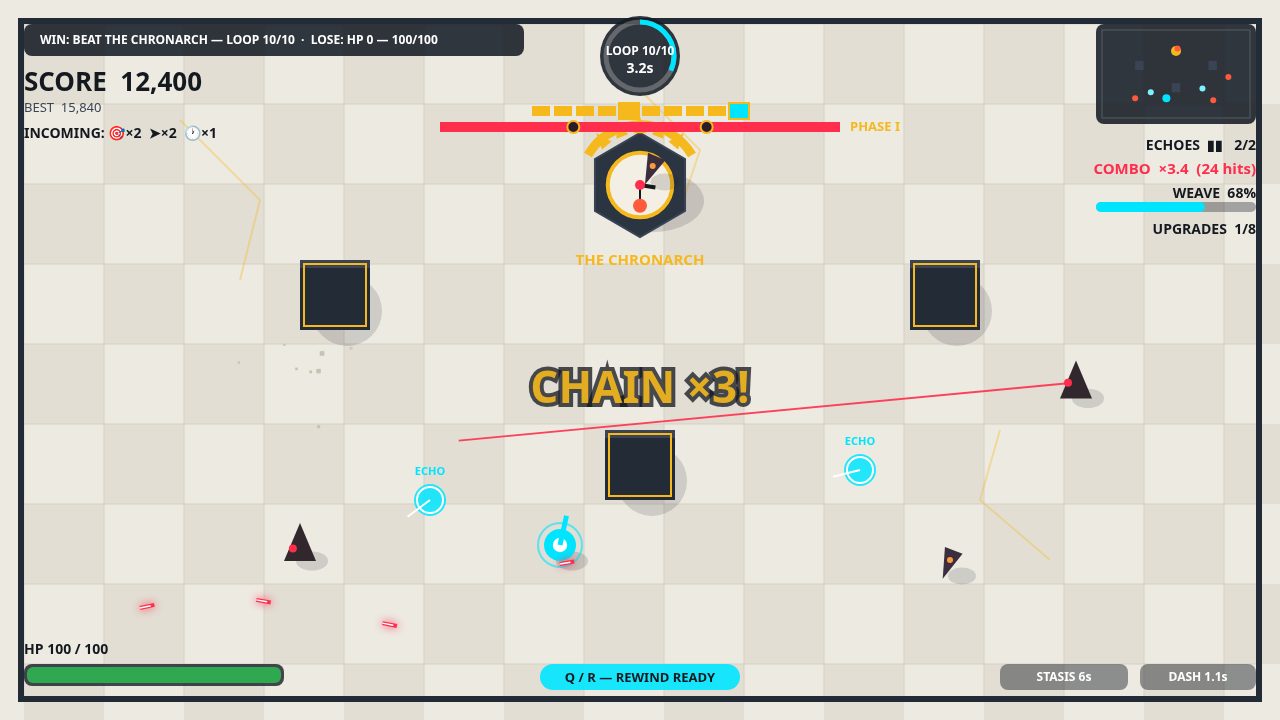 WIN: BEAT THE CHRONARCH — LOOP 10/10 · LOSE: HP 0 — 100/100
LOOP 10/10
3.2s
SCORE 12,400
BEST 15,840
INCOMING: 🎯×2 ➤×2 🕐×1
PHASE I
ECHOES ▮▮ 2/2
COMBO ×3.4 (24 hits)
WEAVE 68%
UPGRADES 1/8
THE CHRONARCH
CHAIN ×3!
ECHO
ECHO
HP 100 / 100
Q / R — REWIND READY
STASIS 6s
DASH 1.1s